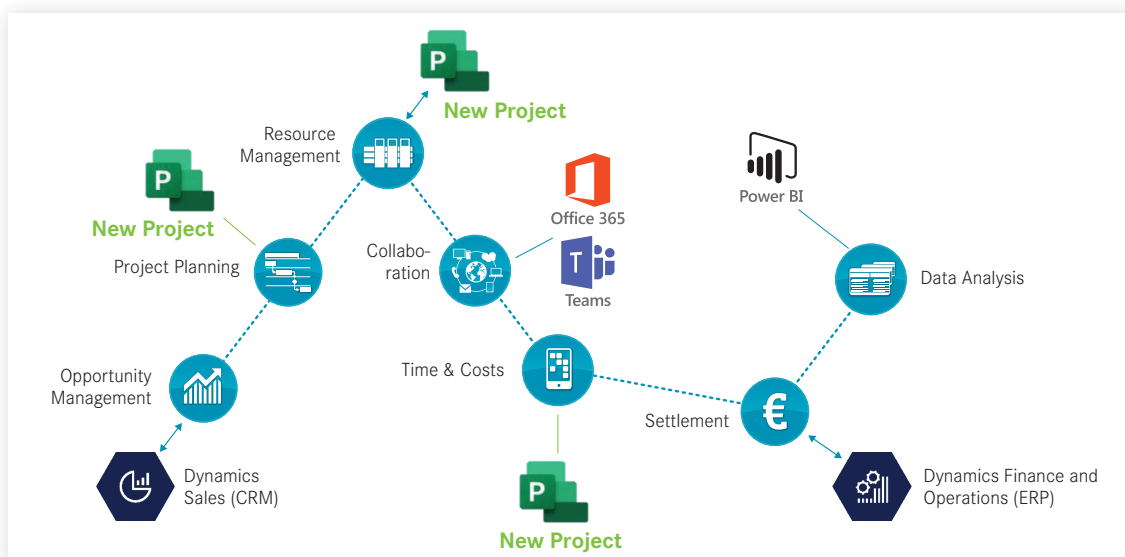 P
New Project
Resource
Management
P
New Project
Project Planning
Collabo-
ration
Office 365
T
Teams
Power BI
Data Analysis
Opportunity
Management
Time & Costs
Settlement
€
Dynamics
Sales (CRM)
P
New Project
Dynamics Finance and
Operations (ERP)